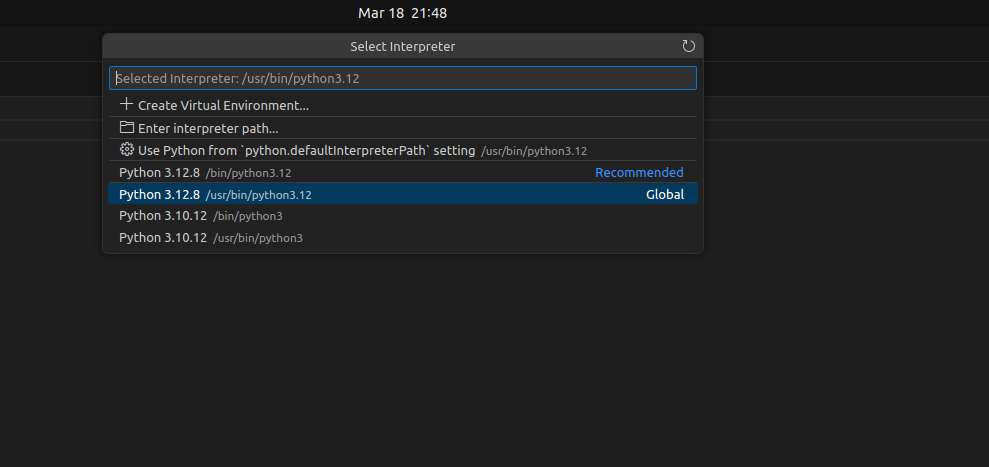 Mar 18 21:48
Select Interpreter
Selected Interpreter: /usr/bin/python3.12
Create Virtual Environment...
Enter interpreter path...
Use Python from `python.defaultInterpreterPath` setting /usr/bin/python3.12
Python 3.12.8 /bin/python3.12 Recommended
Python 3.12.8 /usr/bin/python3.12 Global
Python 3.10.12 /bin/python3
Python 3.10.12 /usr/bin/python3